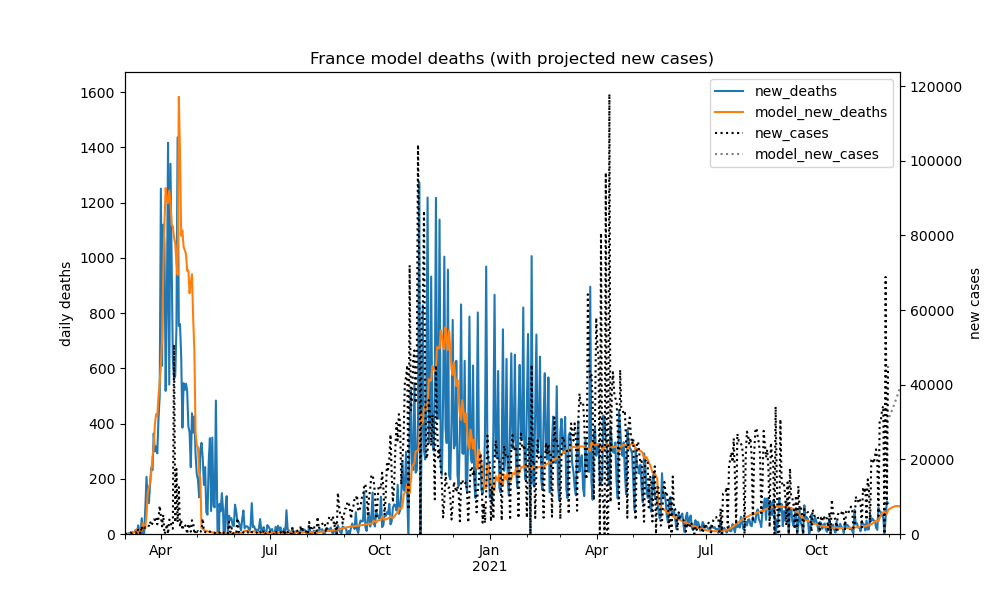 France model deaths (with projected new cases)
new_deaths
model_new_deaths
new_cases
model_new_cases
daily deaths
1600
1400
1200
1000
800
600
400
200
0
120000
100000
80000
60000
40000
20000
0
new cases
Apr Jul Oct Jan Apr Jul Oct
2021